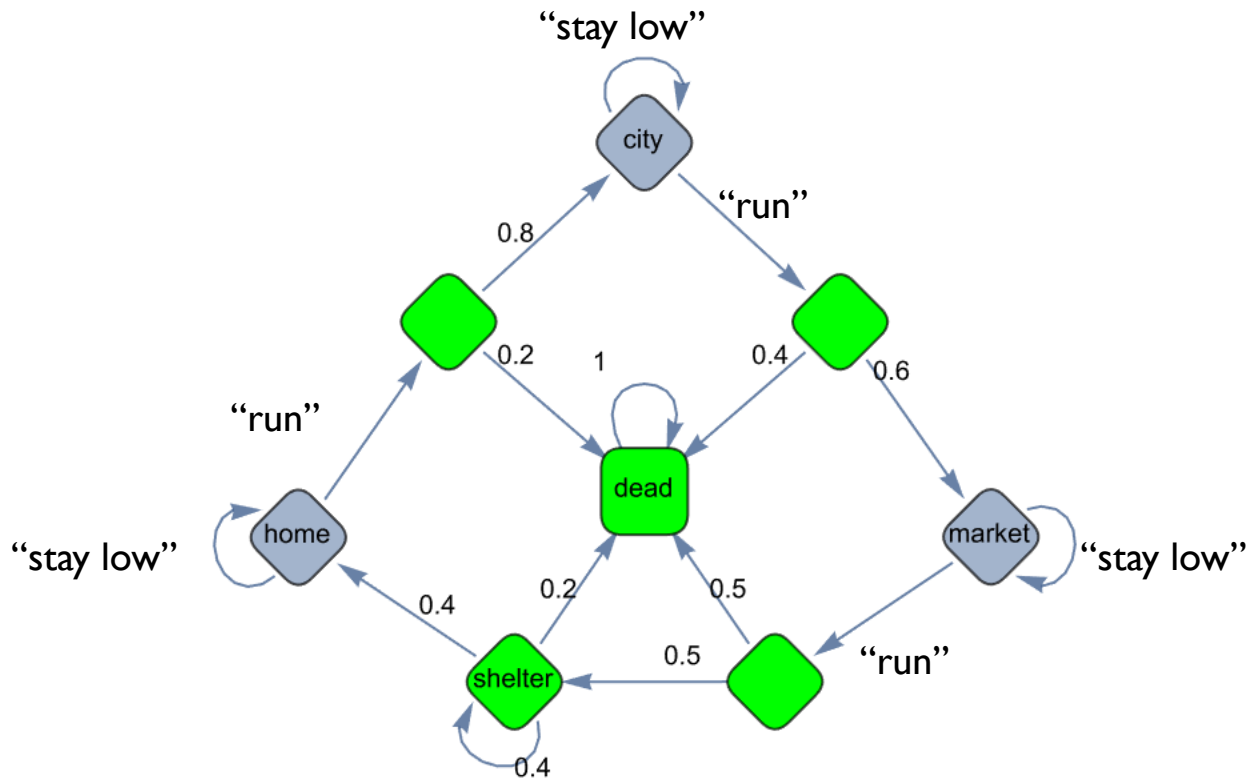 “stay low”
city
“run”
0.8
0.2
1
0.4
0.6
“run”
dead
home
market
“stay low”
“stay low”
0.2
0.5
0.4
0.5
“run”
shelter
0.4